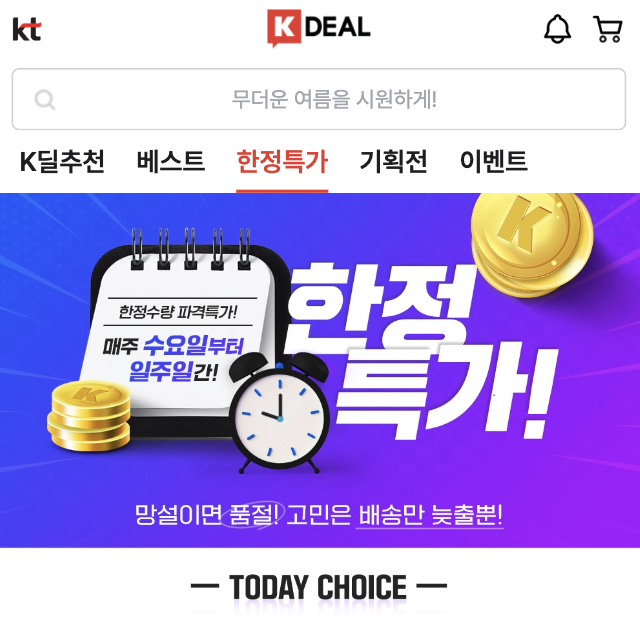 kt
K DEAL
무더운 여름을 시원하게!
K딜추천 베스트 한정특가 기획전 이벤트
한정수량 파격특가!
매주 수요일부터
일주일간!
한정
특가!
K
K
망설이면 품절! 고민은 배송만 늦출뿐!
TODAY CHOICE